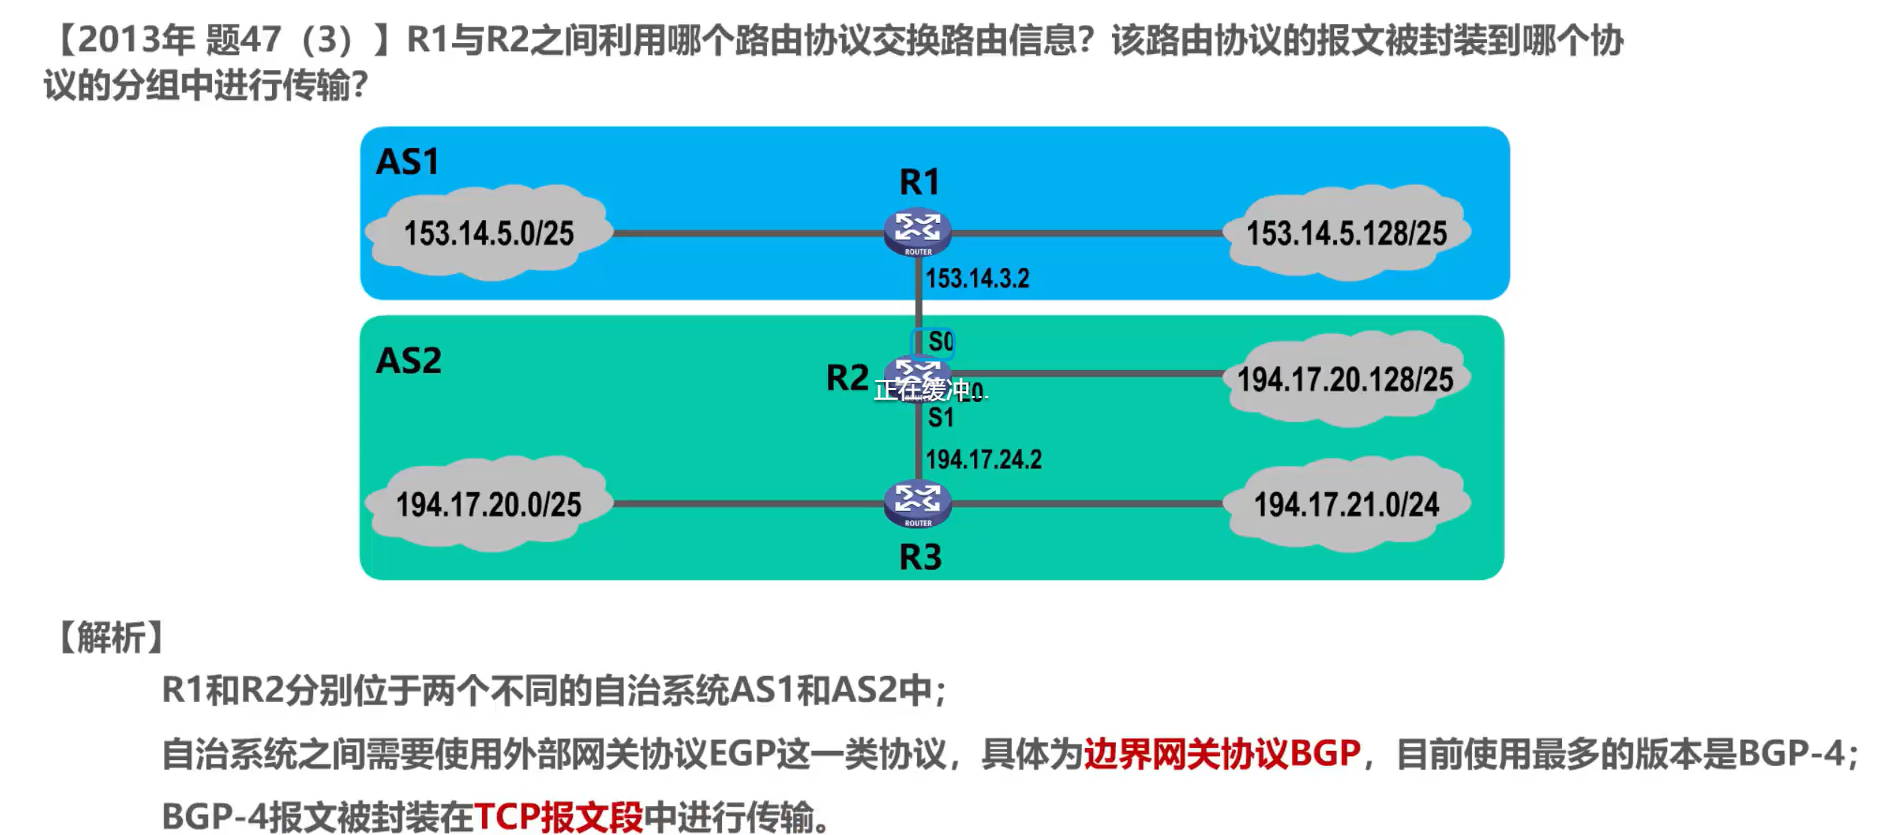 【2013年 题47（3）】R1与R2之间利用哪个路由协议交换路由信息？该路由协议的报文被封装到哪个协
议的分组中进行传输？
AS1
R1
153.14.5.0/25
153.14.5.128/25
ROUTER
153.14.3.2
AS2
S0
R2
194.17.20.128/25
正在缓冲...
S1
194.17.24.2
194.17.20.0/25
194.17.21.0/24
ROUTER
R3
【解析】
R1和R2分别位于两个不同的自治系统AS1和AS2中；
自治系统之间需要使用外部网关协议EGP这一类协议，具体为边界网关协议BGP，目前使用最多的版本是BGP-4；
BGP-4报文被封装在TCP报文段中进行传输。